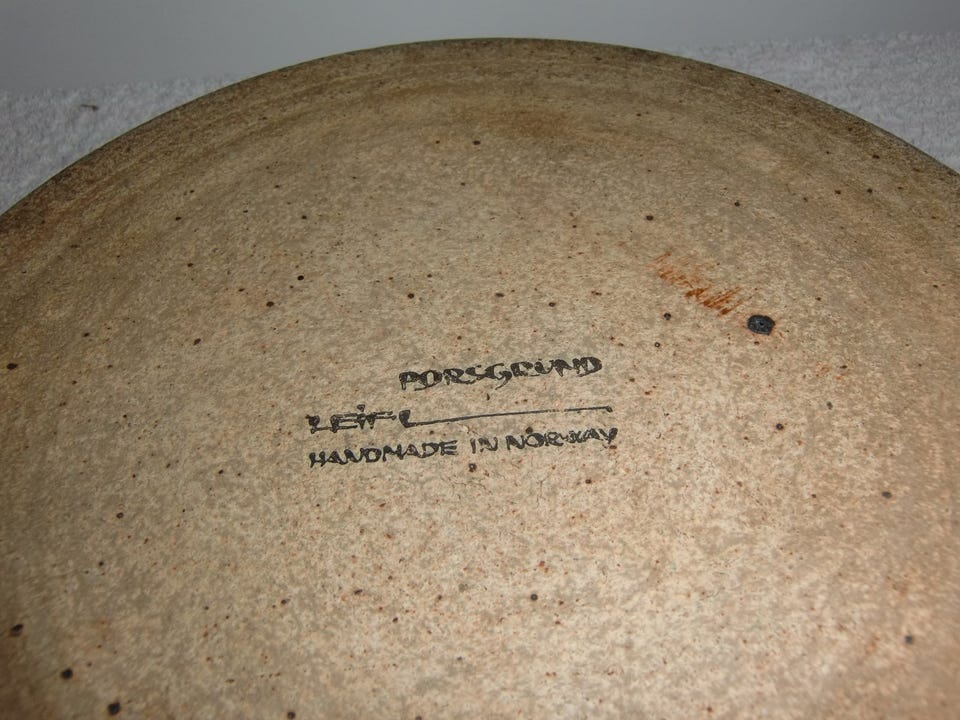 PORSGRUND
LEIF L
HANDMADE IN NORWAY